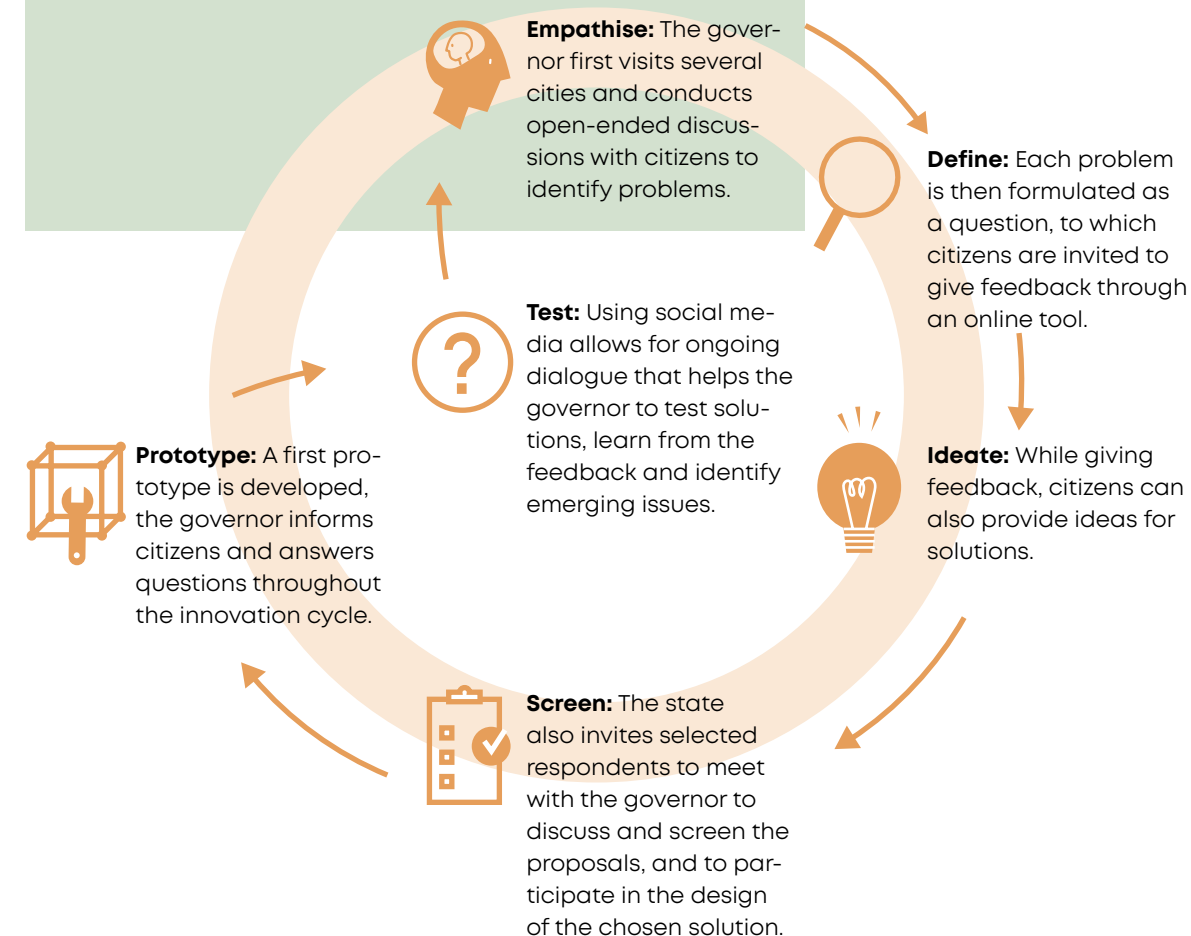 Empathise: The gover-
nor first visits several
cities and conducts
open-ended discus-
sions with citizens to
identify problems.
Define: Each problem
is then formulated as
a question, to which
citizens are invited to
give feedback through
an online tool.
Ideate: While giving
feedback, citizens can
also provide ideas for
solutions.
Screen: The state
also invites selected
respondents to meet
with the governor to
discuss and screen the
proposals, and to par-
ticipate in the design
of the chosen solution.
Prototype: A first pro-
totype is developed,
the governor informs
citizens and answers
questions throughout
the innovation cycle.
Test: Using social me-
dia allows for ongoing
dialogue that helps the
governor to test solu-
tions, learn from the
feedback and identify
emerging issues.
?